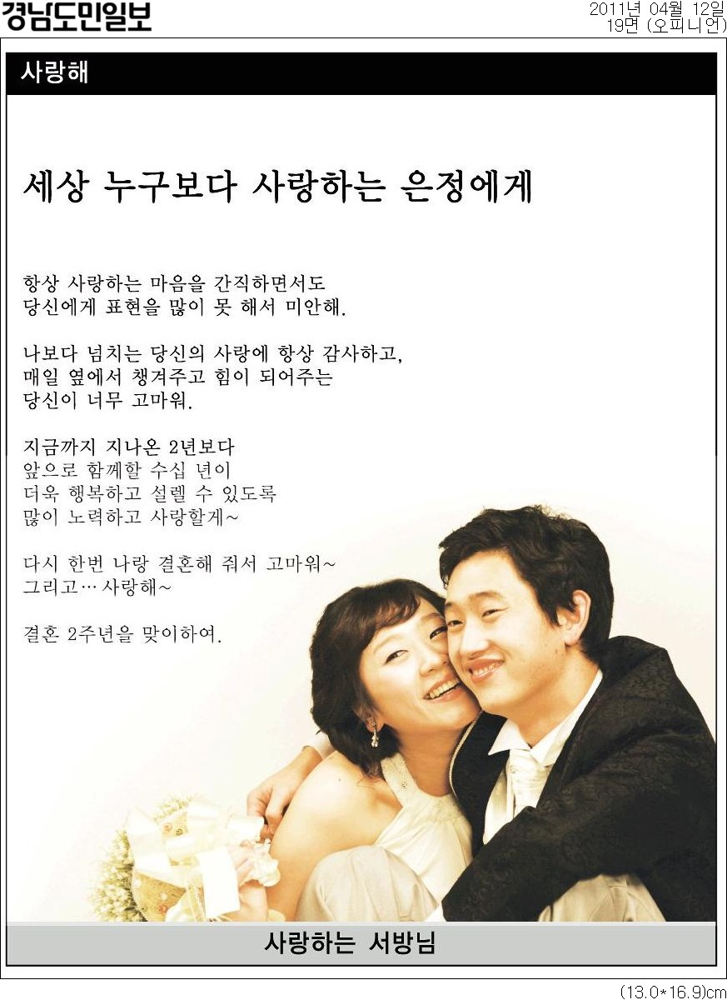 경남도민일보
2011년 04월 12일
19면 (오피니언)
사랑해
세상 누구보다 사랑하는 은정에게
항상 사랑하는 마음을 간직하면서도
당신에게 표현을 많이 못 해서 미안해.
나보다 넘치는 당신의 사랑에 항상 감사하고,
매일 옆에서 챙겨주고 힘이 되어주는
당신이 너무 고마워.
지금까지 지나온 2년보다
앞으로 함께할 수십 년이
더욱 행복하고 설렐 수 있도록
많이 노력하고 사랑할게~
다시 한번 나랑 결혼해 줘서 고마워~
그리고…사랑해~
결혼 2주년을 맞이하여.
사랑하는 서방님
(13.0*16.9)cm